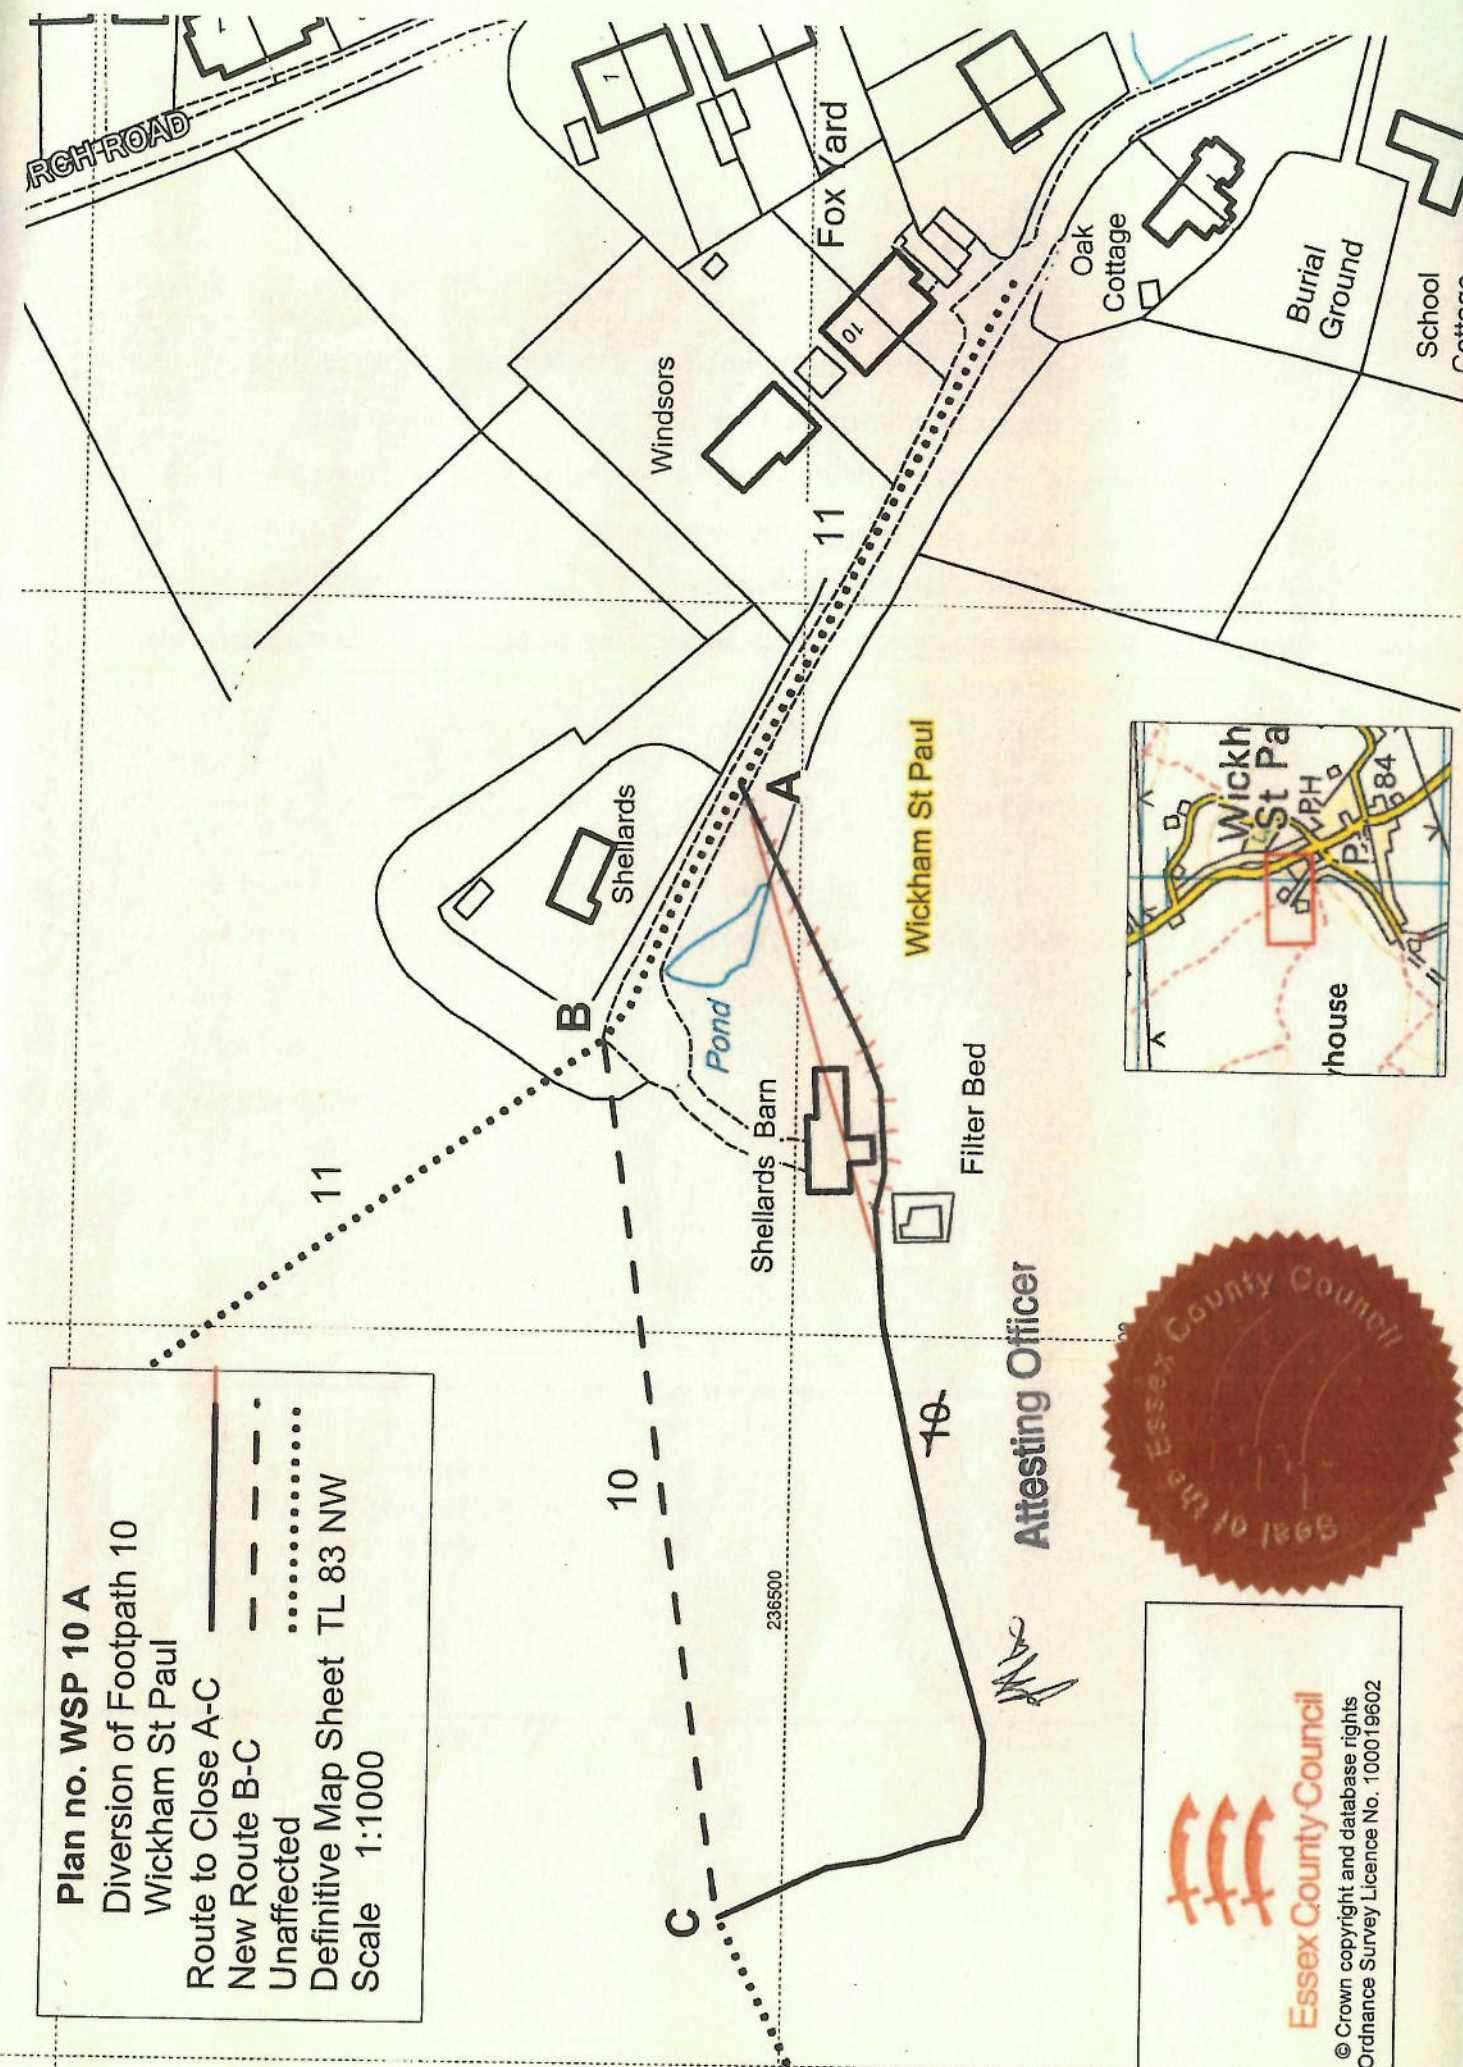 Plan no. WSP 10 A
Diversion of Footpath 10
Wickham St Paul
Route to Close A-C
New Route B-C
Unaffected
Definitive Map Sheet TL 83 NW
Scale 1:1000
RCH ROAD
1
1
Fox Yard
10
Windsors
Oak
Cottage
Burial
Ground
School
11
Shellards
A
B
Pond
11
Shellards Barn
Filter Bed
Wickham St Paul
10
10
C
236500
Attesting Officer
Wickh
St Pa
PH
P
84
house
Seal of the Essex County Council
Essex County Council
© Crown copyright and database rights
Ordnance Survey Licence No. 100019602